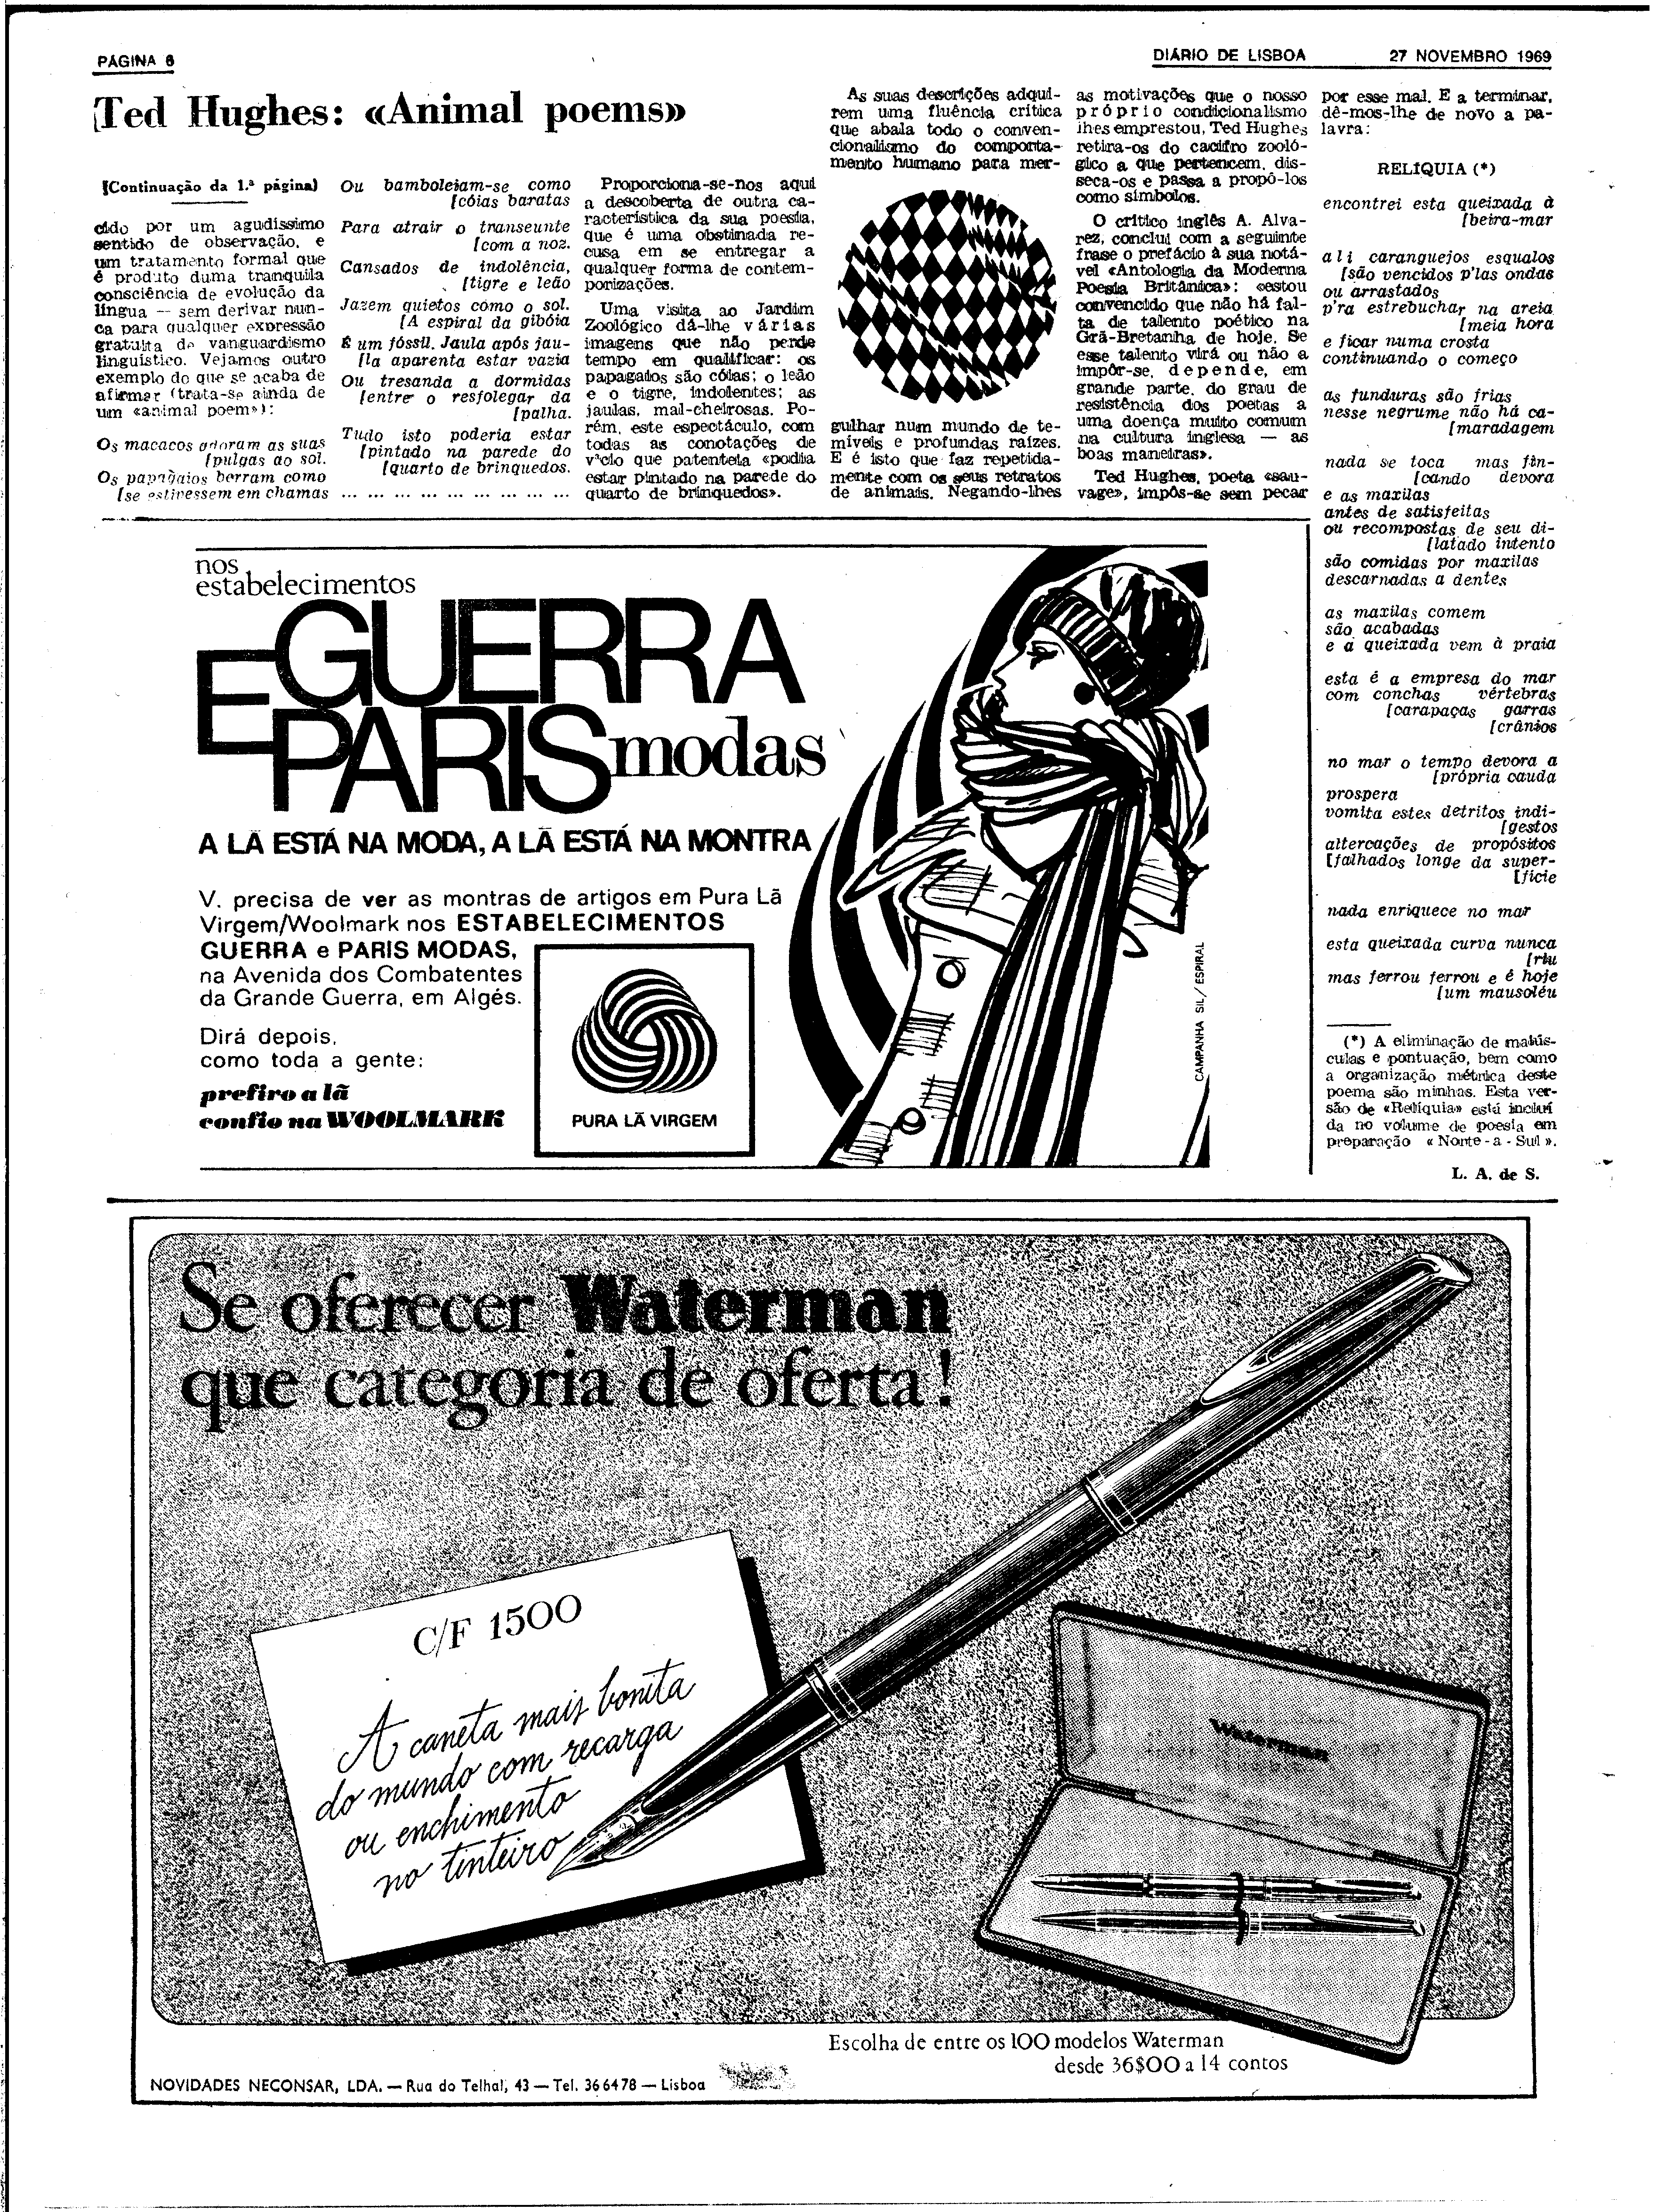 PÁGINA 6
DIÁRIO DE LISBOA 27 NOVEMBRO 1969
Ted Hughes: «Animal poems»
(Continuação da 1.ª página)
cido por um agudíssimo
sentido de observação, e
um tratamento formal que
é produto duma tranquila
consciência de evolução da
língua — sem derivar nun-
ca para qualquer expressão
gratuita de vanguardismo
linguístico. Vejamos outro
exemplo do que se acaba de
afirmar (trata-se ainda de
um «animal poem»):
Os macacos adoram as suas
[pulgas ao sol.
Os papagaios berram como
[se estivessem em chamas
Ou bamboleiam-se como
[cóias baratas
Para atrair o transeunte
[com a noz.
Cansados de indolência,
[tigre e leão
Jazem quietos como o sol.
[A espiral da gibóia
É um fóssil. Jaula após jau-
[la aparenta estar vazia
Ou tresanda a dormidas
[entre o resfolegar da
[palha.
Tudo isto poderia estar
[pintado na parede do
[quarto de brinquedos.
... ... ... ... ... ... ... ... ...
Proporciona-se-nos aqui
a descoberta de outra ca-
racterística da sua poesia,
que é uma obstinada re-
cusa em se entregar a
qualquer forma de contem-
porizações.
Uma visita ao Jardim
Zoológico dá-lhe várias
imagens que não perde
tempo em qualificar: os
papagaios são cóias; o leão
e o tigre, indolentes; as
jaulas, mal-cheirosas. Po-
rém, este espectáculo, com
todas as conotações de
vácio que patenteia «podia
estar pintado na parede do
quarto de brinquedos».
As suas descrições adqui-
rem uma fluência crítica
que abala todo o conven-
cionalismo do comporta-
mento humano para mer-
gulhar num mundo de te-
míveis e profundas raízes.
E é isto que faz repetida-
mente com os seus retratos
de animais. Negando-lhes
as motivações que o nosso
próprio condicionalismo
lhes emprestou, Ted Hughes
retira-os do cacifro zooló-
gico a que pertencem, dis-
seca-os e passa a propô-los
como símbolos.
O crítico inglês A. Alva-
rez, conclui com a seguinte
frase o prefácio à sua notá-
vel «Antologia da Moderna
Poesia Britânica»: «estou
convencido que não há fal-
ta de talento poético na
Grã-Bretanha de hoje. Se
esse talento virá ou não a
impôr-se, depende, em
grande parte, do grau de
resistência dos poetas a
uma doença muito comum
na cultura inglesa — as
boas maneiras».
Ted Hughes, poeta «sau-
vage», impôs-se sem pecar
por esse mal. E a terminar,
dê-mos-lhe de novo a pa-
lavra:
RELÍQUIA (*)
encontrei esta queixada à
[beira-mar
ali caranguejos esqualos
[são vencidos p'las ondas
ou arrastados
p'ra estrebuchar na areia
[meia hora
e ficar numa crosta
continuando o começo
as funduras são frias
nesse negrume não há ca-
[maradagem
nada se toca mas fin-
[cando devora
e as maxilas
antes de satisfeitas
ou recompostas de seu di-
[latado intento
são comidas por maxilas
descarnadas a dentes
as maxilas comem
são acabadas
e a queixada vem à praia
esta é a empresa do mar
com conchas vértebras
[carapaças garras
[crânios
no mar o tempo devora a
[própria cauda
prospera
vomita estes detritos indi-
[gestos
altercações de propósitos
[falhados longe da super-
[fície
nada enriquece no mar
esta queixada curva nunca
[riu
mas ferrou ferrou e é hoje
[um mausoléu
(*) A eliminação de maiús-
culas e pontuação, bem como
a organização métrica deste
poema são minhas. Esta ver-
são de «Relíquia» está incluí
da no volume de poesia em
preparação «Norte-a-Sul».
L. A. de S.
nos
estabelecimentos
GUERRA
E PARIS modas
A LÃ ESTÁ NA MODA, A LÃ ESTÁ NA MONTRA
V. precisa de ver as montras de artigos em Pura Lã
Virgem/Woolmark nos ESTABELECIMENTOS
GUERRA e PARIS MODAS,
na Avenida dos Combatentes
da Grande Guerra, em Algés.
Dirá depois,
como toda a gente:
prefiro a lã
confio na WOOLMARK
PURA LÃ VIRGEM
CAMPANHA SIL / ESPIRAL
Se oferecer Waterman
que categoria de oferta!
C/F 1500
A caneta mais bonita
do mundo com recarga
ou enchimento
no tinteiro
Waterman
Escolha de entre os 100 modelos Waterman
desde 36$00 a 14 contos
NOVIDADES NECONSAR, LDA. — Rua do Telhal, 43 — Tel. 36 64 78 — Lisboa